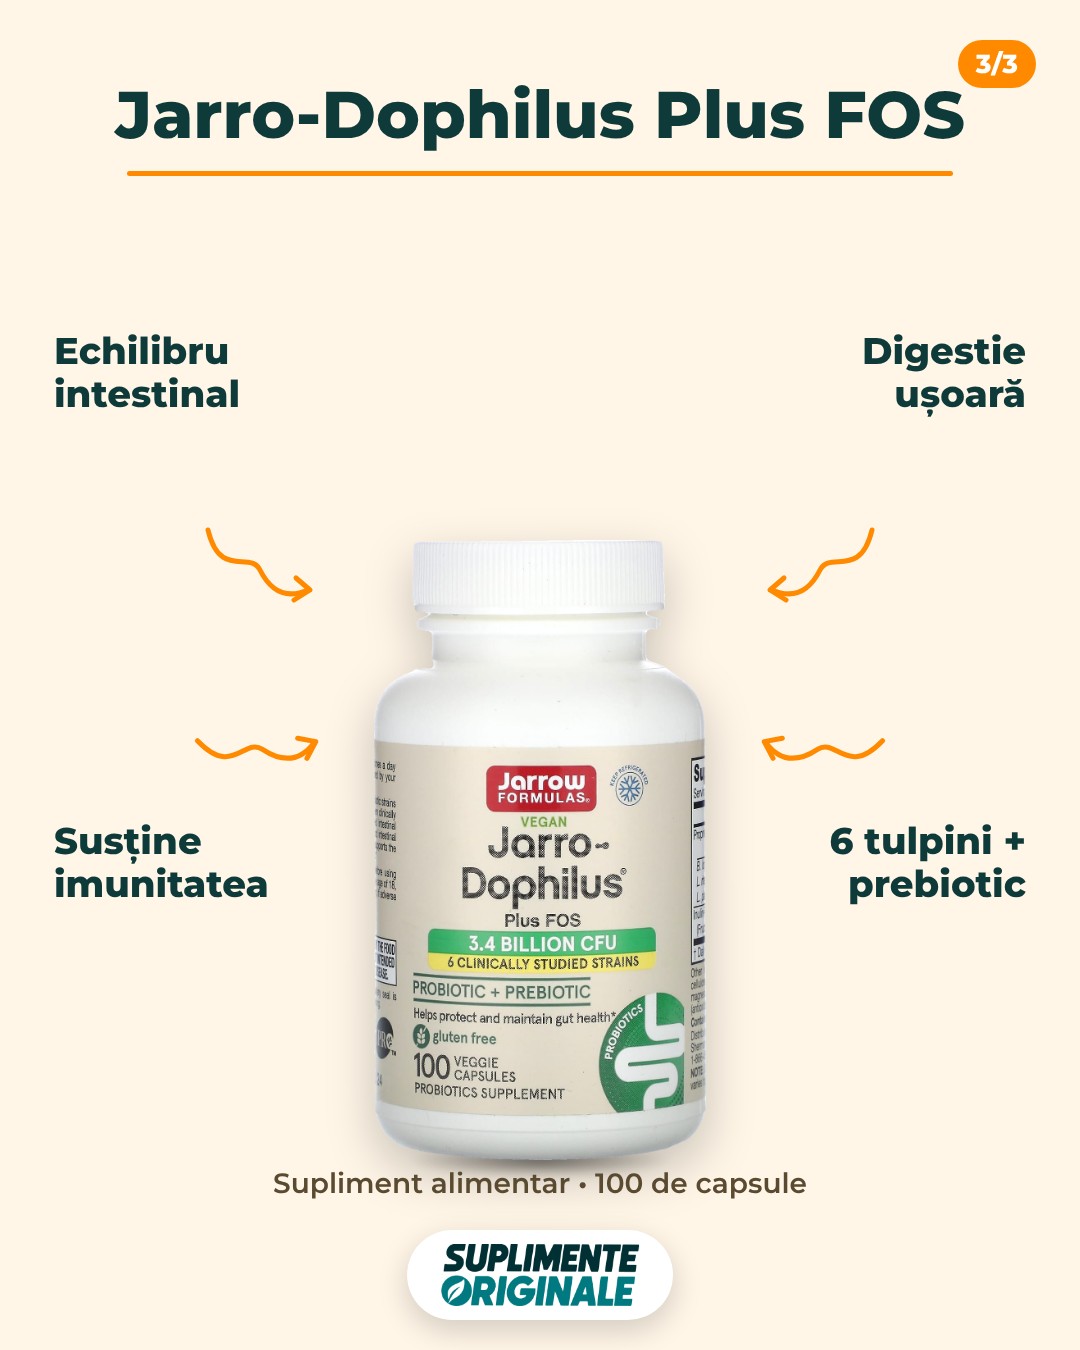 3/3
Jarro-Dophilus Plus FOS
Echilibru
intestinal
Digestie
ușoară
Susține
imunitatea
6 tulpini +
prebiotic
Jarrow
FORMULAS
KEEP REFRIGERATED
VEGAN
Jarro-
Dophilus®
Plus FOS
3.4 BILLION CFU
6 CLINICALLY STUDIED STRAINS
PROBIOTIC + PREBIOTIC
Helps protect and maintain gut health*
gluten free
100 VEGGIE
CAPSULES
PROBIOTICS SUPPLEMENT
PROBIOTICS
Supliment alimentar • 100 de capsule
SUPLIMENTE
ORIGINALE